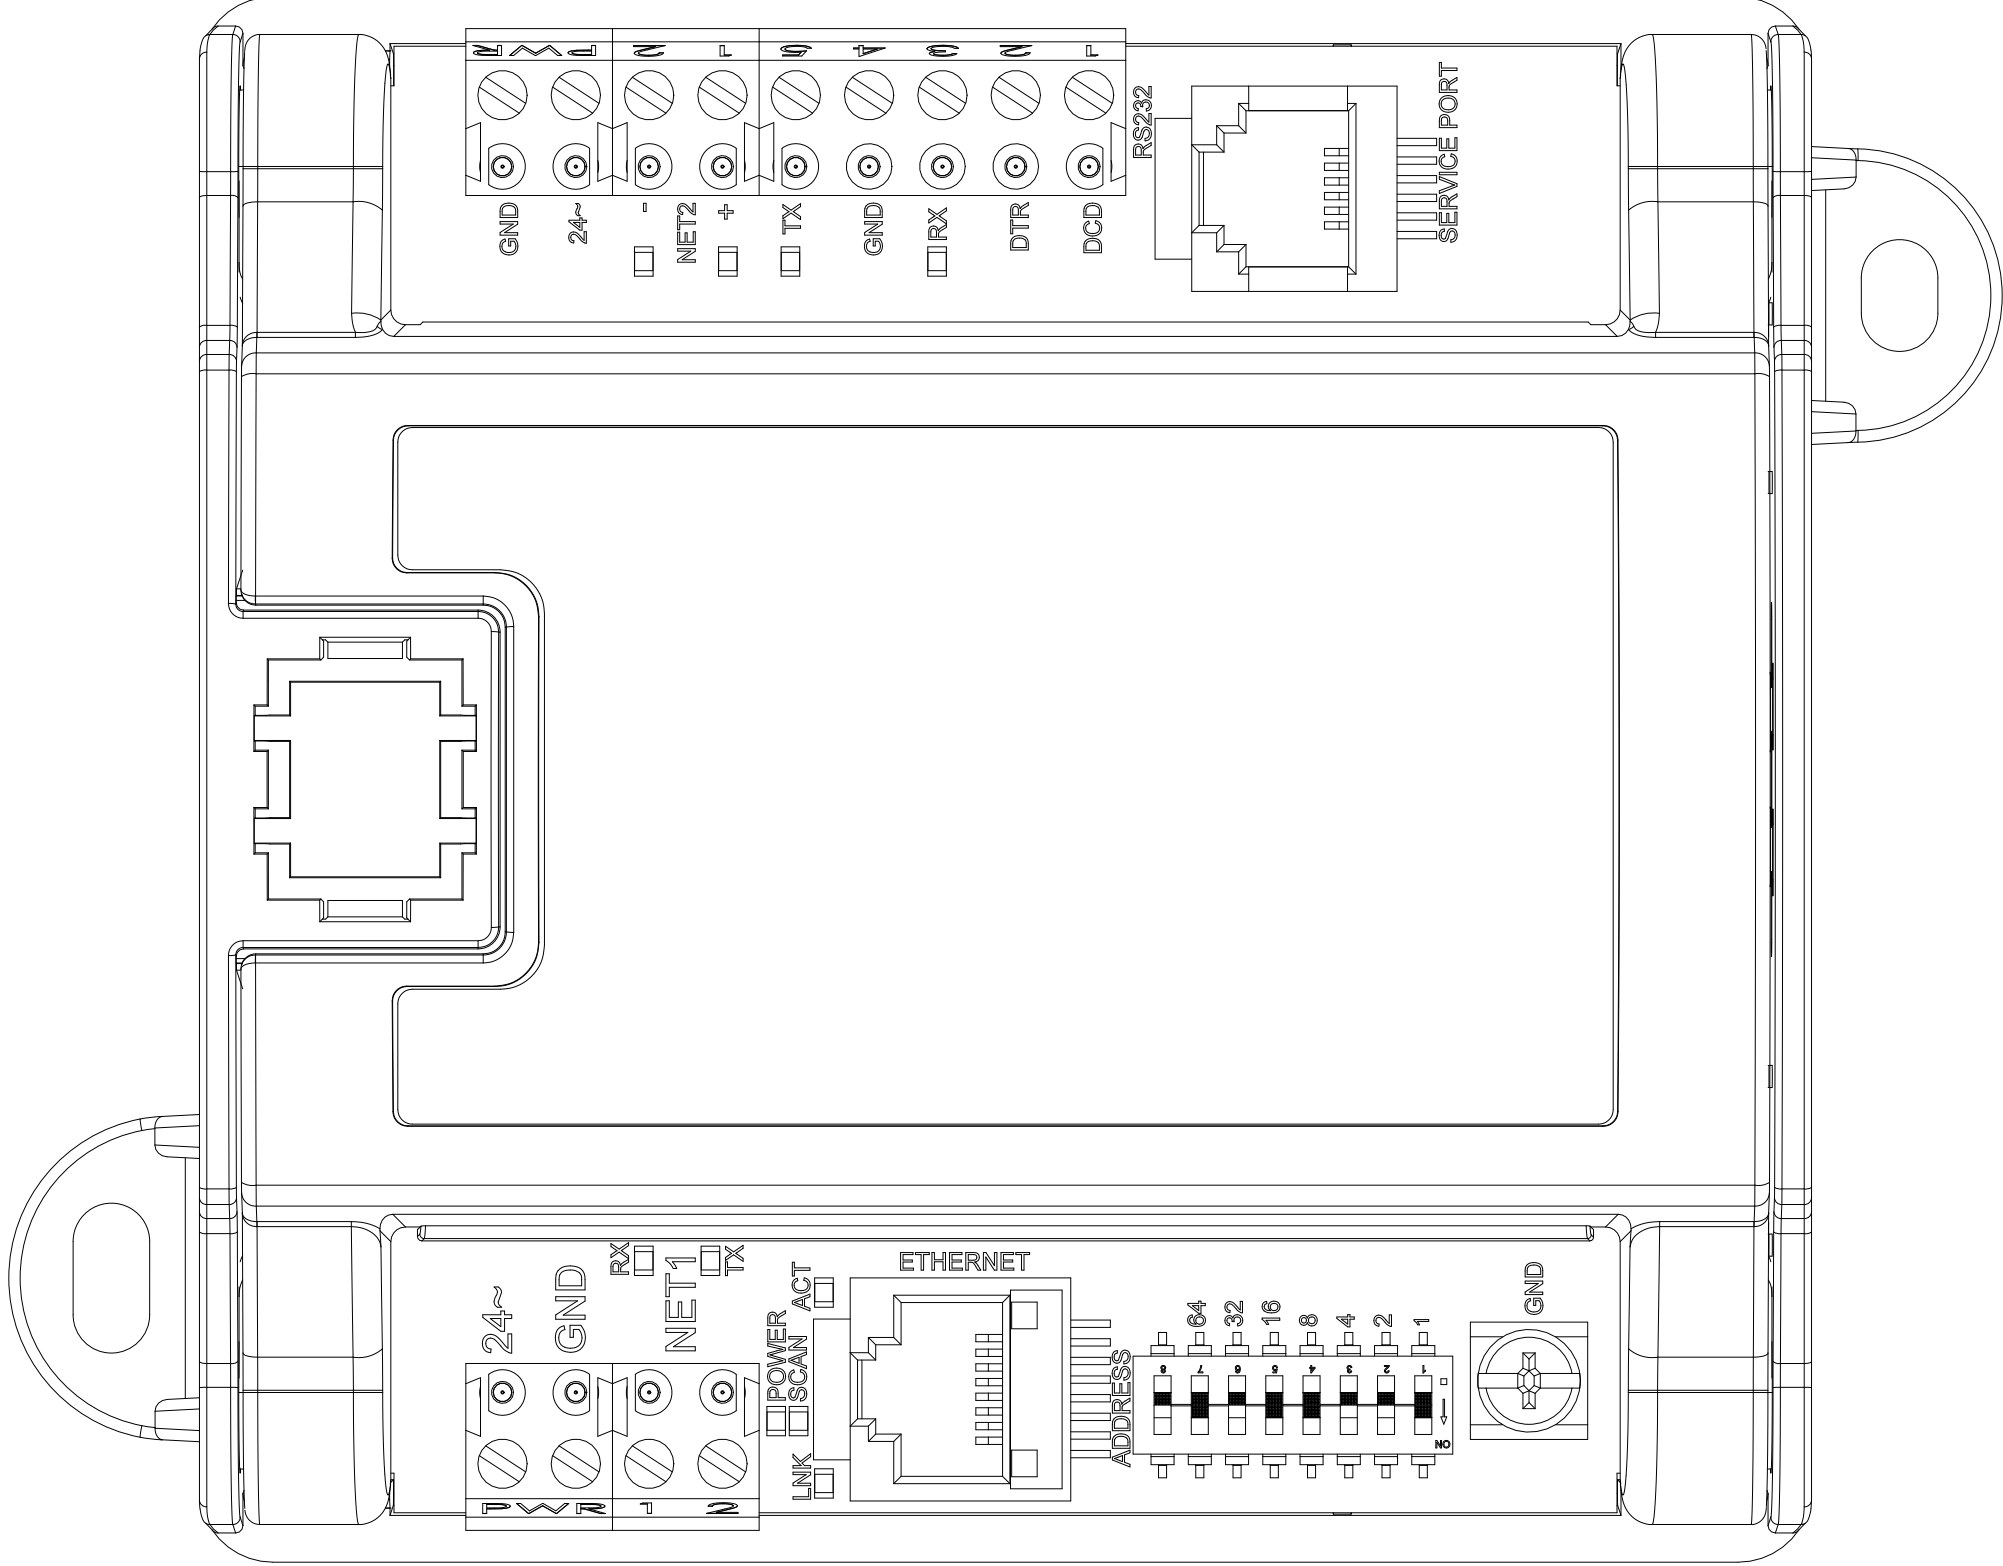 R W P 2 1 5 4 3 2 1
RS232
SERVICE PORT
GND
24~
-
NET2
+
TX
GND
RX
DTR
DCD
24~
GND
RX
NET1
TX
ACT
POWER
SCAN
LNK
ETHERNET
ADDRESS
64
32
16
8
4
2
1
8 7 6 5 4 3 2 1
ON
GND
PWR 1 2